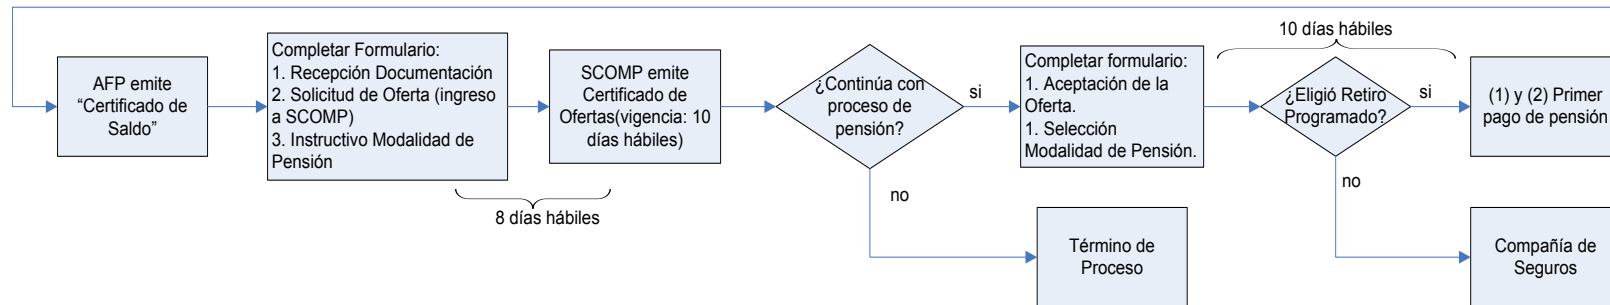 AFP emite
“Certificado de
Saldo”
Completar Formulario:
1. Recepción Documentación
2. Solicitud de Oferta (ingreso
a SCOMP)
3. Instructivo Modalidad de
Pensión
8 días hábiles
SCOMP emite
Certificado de
Ofertas(vigencia: 10
días hábiles)
¿Continúa con
proceso de
pensión?
si
no
Término de
Proceso
Completar formulario:
1. Aceptación de la
Oferta.
1. Selección
Modalidad de Pensión.
10 días hábiles
¿Eligió Retiro
Programado?
si
no
(1) y (2) Primer
pago de pensión
Compañía de
Seguros